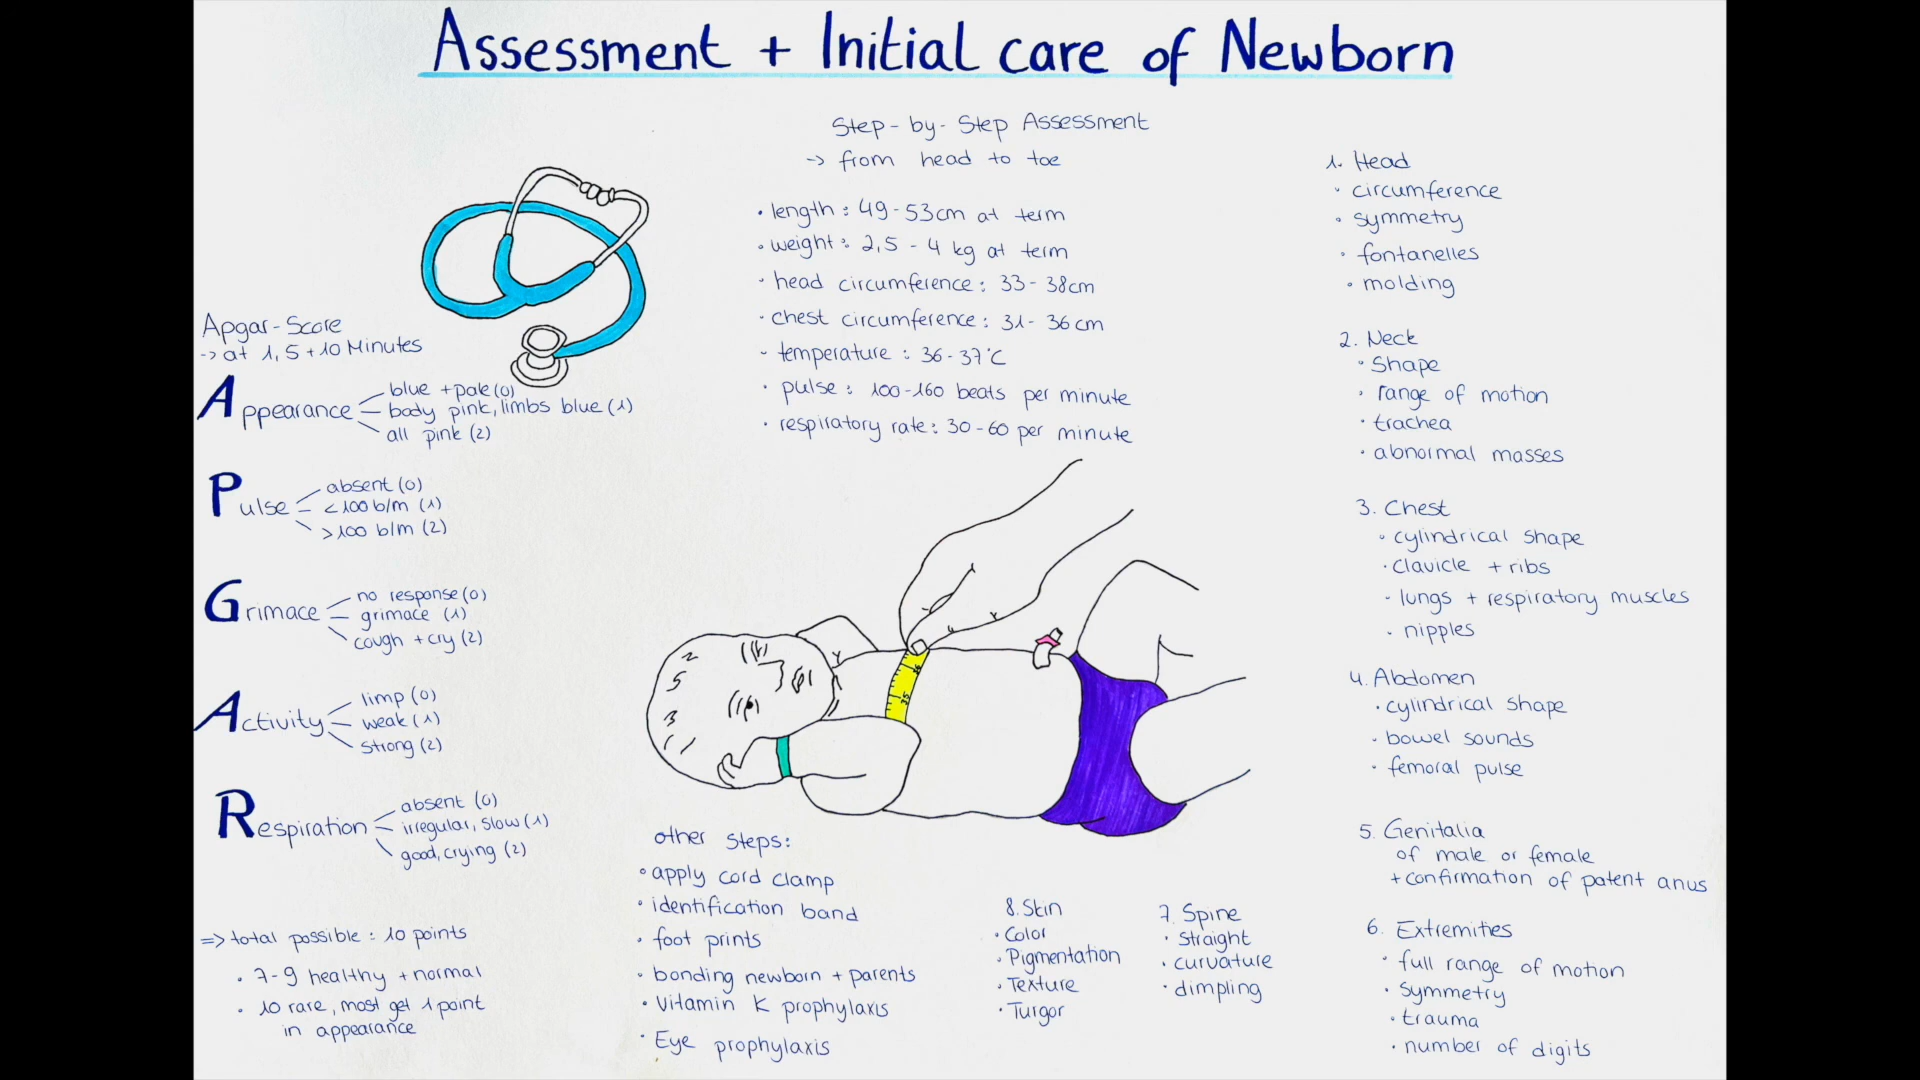 Assessment + Initial care of Newborn
Step-by-Step Assessment
-> from head to toe
• length: 49-53cm at term
• weight: 2,5 - 4 kg at term
• head circumference: 33-38cm
• chest circumference: 31-36cm
- temperature: 36-37°C
• pulse: 100-160 beats per minute
• respiratory rate: 30-60 per minute
Apgar-Score
-> at 1, 5 + 10 Minutes
Appearance
blue + pale (0)
body pink, limbs blue (1)
all pink (2)
Pulse
absent (0)
< 100 b/m (1)
> 100 b/m (2)
Grimace
no response (0)
grimace (1)
cough + cry (2)
Activity
limp (0)
weak (1)
strong (2)
Respiration
absent (0)
irregular, slow (1)
good, crying (2)
=> total possible: 10 points
• 7-9 healthy + normal
• 10 rare, most get 1 point
in appearance
35
other steps:
• apply cord clamp
• identification band
• foot prints
• bonding newborn + parents
• Vitamin K prophylaxis
• Eye prophylaxis
1. Head
• circumference
• symmetry
• fontanelles
• molding
2. Neck
• Shape
• range of motion
• trachea
• abnormal masses
3. Chest
• cylindrical shape
• clavicle + ribs
- lungs + respiratory muscles
• nipples
4. Abdomen
• cylindrical shape
- bowel sounds
• femoral pulse
5. Genitalia
of male or female
+ confirmation of patent anus
6. Extremities
• full range of motion
• symmetry
• trauma
• number of digits
7. Spine
• straight
• curvature
• dimpling
8. Skin
• Color
• Pigmentation
• Texture
• Turgor